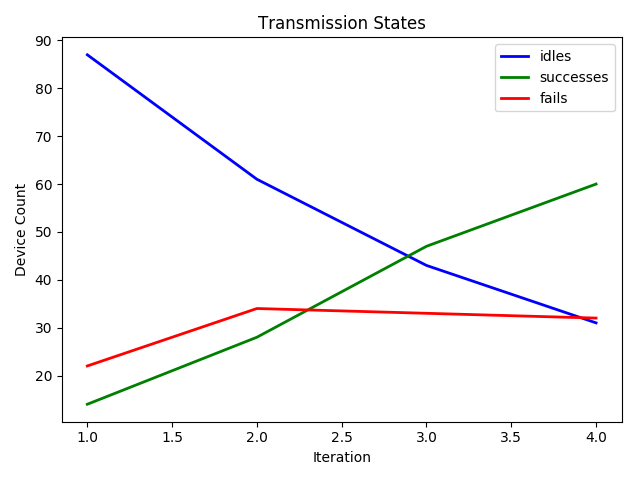 Transmission States
idles
successes
fails
Device Count
90
80
70
60
50
40
30
20
1.0 1.5 2.0 2.5 3.0 3.5 4.0
Iteration